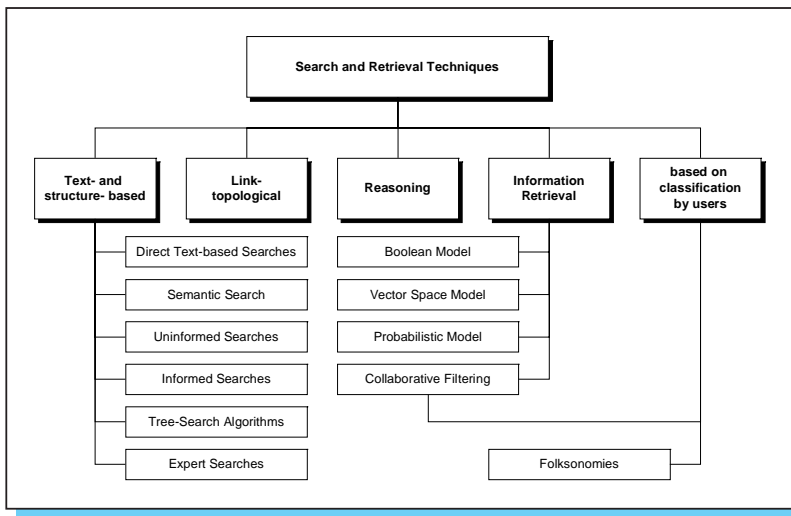 Search and Retrieval Techniques
Text- and
structure- based
Link-
topological
Reasoning
Information
Retrieval
based on
classification
by users
Direct Text-based Searches
Semantic Search
Uninformed Searches
Informed Searches
Tree-Search Algorithms
Expert Searches
Boolean Model
Vector Space Model
Probabilistic Model
Collaborative Filtering
Folksonomies